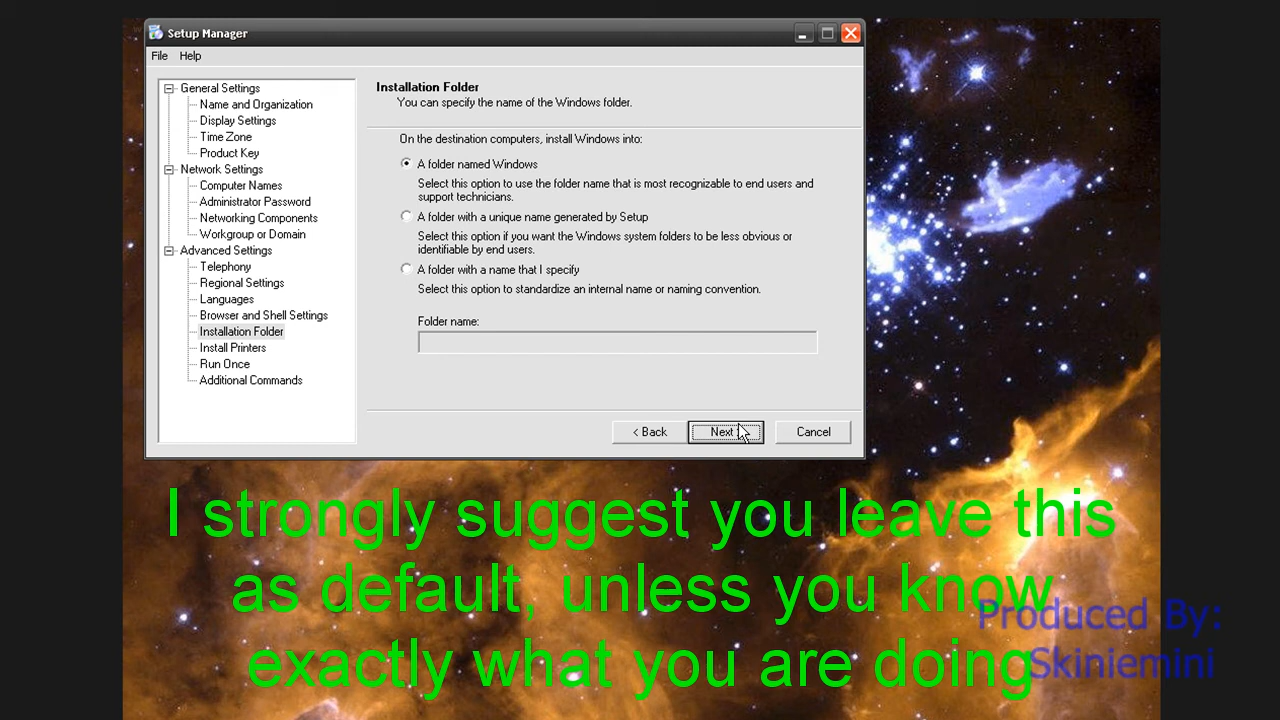 Setup Manager
File Help
General Settings
Name and Organization
Display Settings
Time Zone
Product Key
Network Settings
Computer Names
Administrator Password
Networking Components
Workgroup or Domain
Advanced Settings
Telephony
Regional Settings
Languages
Browser and Shell Settings
Installation Folder
Install Printers
Run Once
Additional Commands
Installation Folder
You can specify the name of the Windows folder.
On the destination computers, install Windows into:
A folder named Windows
Select this option to use the folder name that is most recognizable to end users and
support technicians.
A folder with a unique name generated by Setup
Select this option if you want the Windows system folders to be less obvious or
identifiable by end users.
A folder with a name that I specify
Select this option to standardize an internal name or naming convention.
Folder name:
< Back Next Cancel
I strongly suggest you leave this
as default, unless you know
exactly what you are doing
Produced By:
Skiniemini